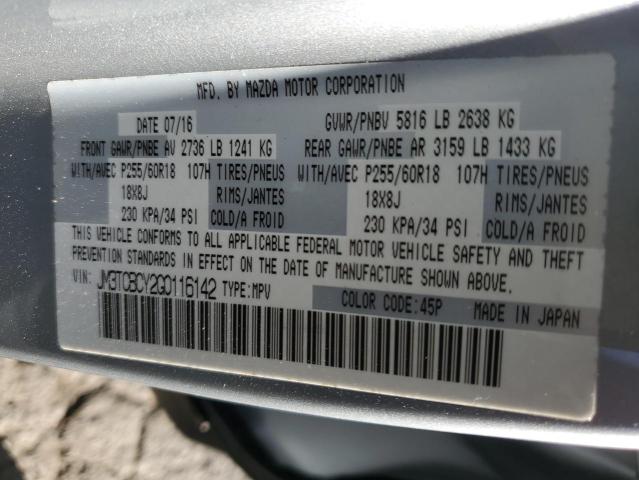 MFD. BY MAZDA MOTOR CORPORATION
DATE 07/16 GVWR/PNBV 5816 LB 2638 KG
FRONT GAWR/PNBE AV 2736 LB 1241 KG REAR GAWR/PNBE AR 3159 LB 1433 KG
WITH/AVEC P255/60R18 107H TIRES/PNEUS WITH/AVEC P255/60R18 107H TIRES/PNEUS
18X8J RIMS/JANTES 18X8J RIMS/JANTES
230 KPA/34 PSI COLD/A FROID 230 KPA/34 PSI COLD/A FROID
THIS VEHICLE CONFORMS TO ALL APPLICABLE FEDERAL MOTOR VEHICLE SAFETY AND THEFT
PREVENTION STANDARDS IN EFFECT ON THE DATE OF MANUFACTURE SHOWN ABOVE.
VIN: JM3TCBCY2G0116142 TYPE:MPV COLOR CODE:45P MADE IN JAPAN